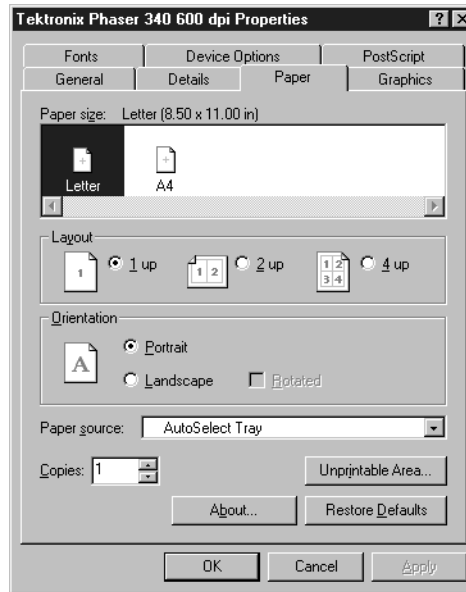 Tektronix Phaser 340 600 dpi Properties ? X
Fonts Device Options PostScript
General Details Paper Graphics
Paper size: Letter (8.50 x 11.00 in)
Letter A4
Layout
1 1 up 1 2 2 up 1 2 3 4 4 up
Orientation
A Portrait
Landscape Rotated
Paper source: AutoSelect Tray
Copies: 1 Unprintable Area...
About... Restore Defaults
OK Cancel Apply